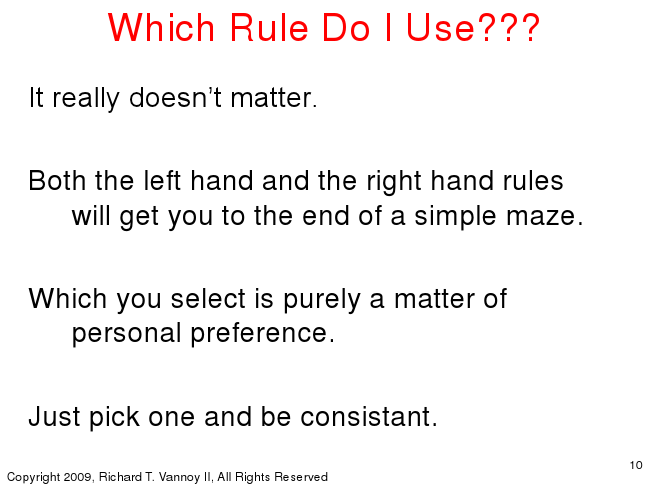 Which Rule Do I Use???
It really doesn't matter.
Both the left hand and the right hand rules
will get you to the end of a simple maze.
Which you select is purely a matter of
personal preference.
Just pick one and be consistant.
10
Copyright 2009, Richard T. Vannoy II, All Rights Reserved